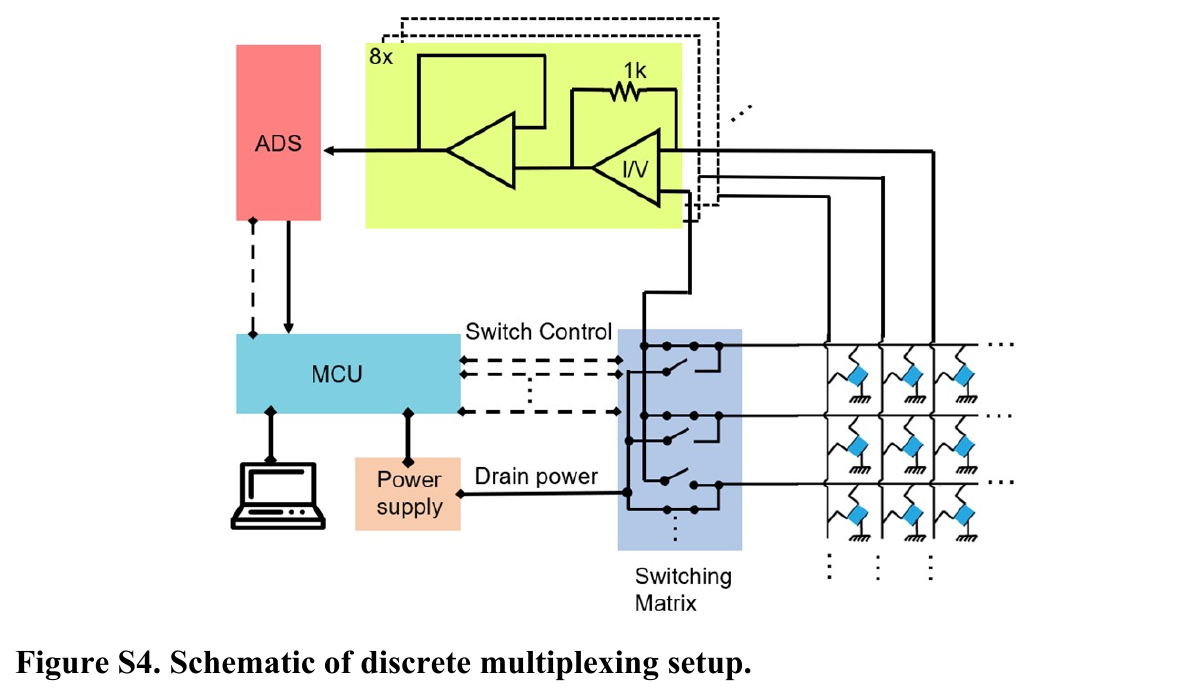 8x
1k
ADS
I/V
Switch Control
MCU
Power
supply
Drain power
Switching
Matrix
Figure S4. Schematic of discrete multiplexing setup.